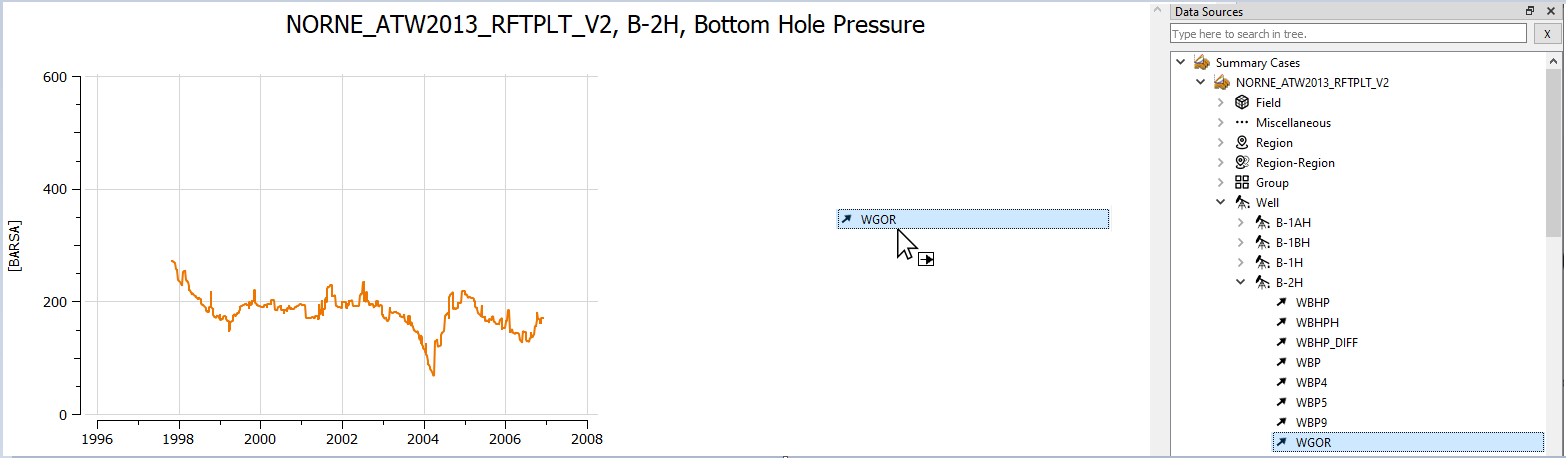 NORNE_ATW2013_RFTPLT_V2, B-2H, Bottom Hole Pressure
600
400
200
0
[BARSA]
1996 1998 2000 2002 2004 2006 2008
WGOR
Data Sources
Type here to search in tree.
X
Summary Cases
NORNE_ATW2013_RFTPLT_V2
Field
Miscellaneous
Region
Region-Region
Group
Well
B-1AH
B-1BH
B-1H
B-2H
WBHP
WBHPH
WBHP_DIFF
WBP
WBP4
WBP5
WBP9
WGOR